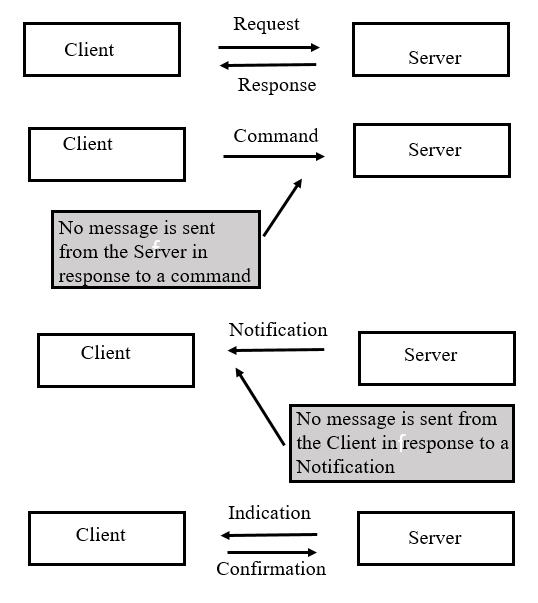 Request
Client
Server
Response
Command
Client
Server
No message is sent
from the Server in
response to a command
Notification
Client
Server
No message is sent from
the Client in response to a
Notification
Indication
Client
Server
Confirmation